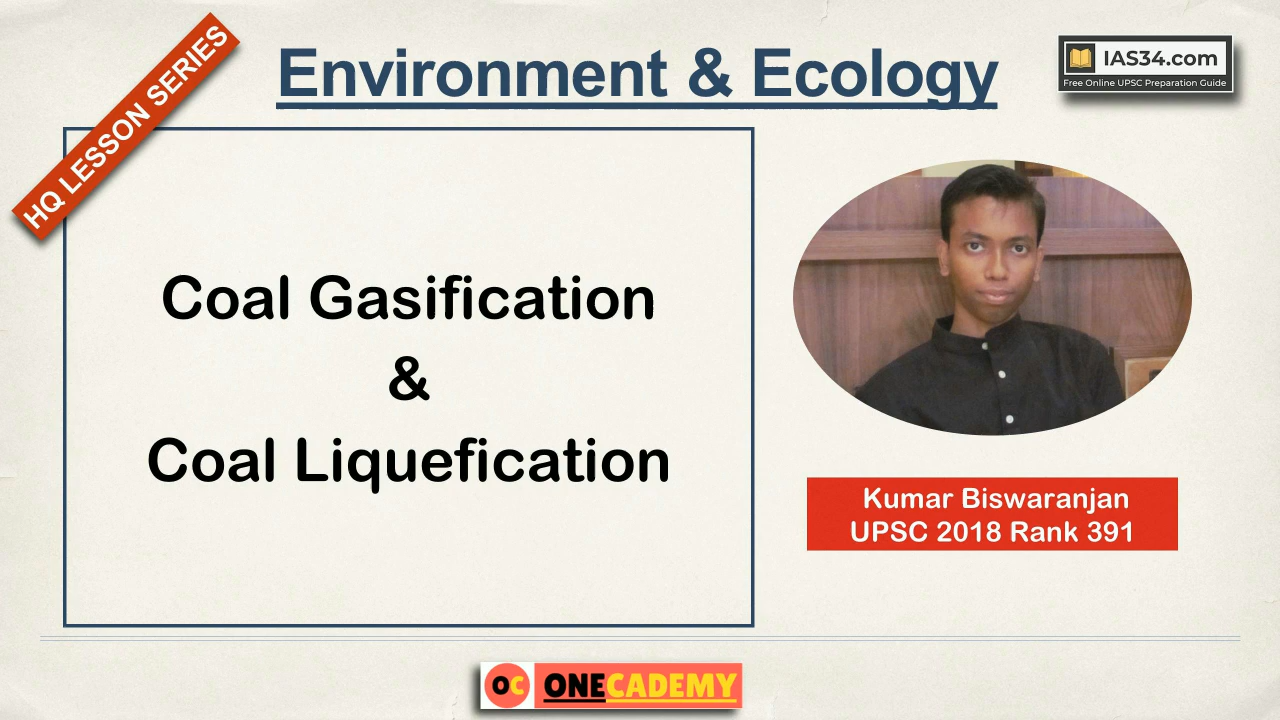 HQ LESSON SERIES
Environment & Ecology
IAS34.com
Free Online UPSC Preparation Guide
Coal Gasification
&
Coal Liquefication
Kumar Biswaranjan
UPSC 2018 Rank 391
OC ONECADEMY